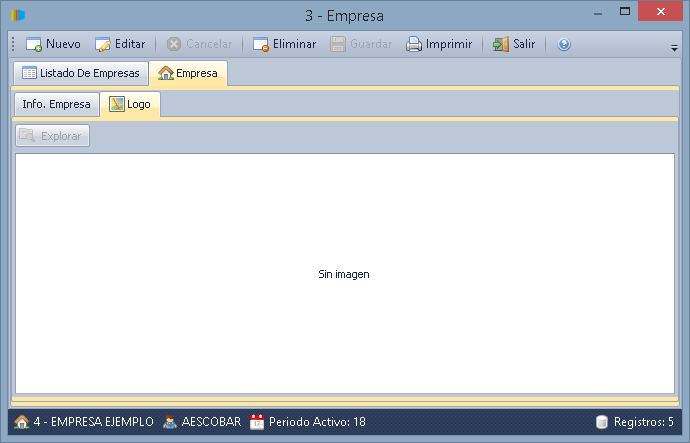 3 - Empresa
Nuevo Editar Cancelar Eliminar Guardar Imprimir Salir
Listado De Empresas Empresa
Info. Empresa Logo
Explorar
Sin imagen
4 - EMPRESA EJEMPLO AESCOBAR Periodo Activo: 18 Registros: 5